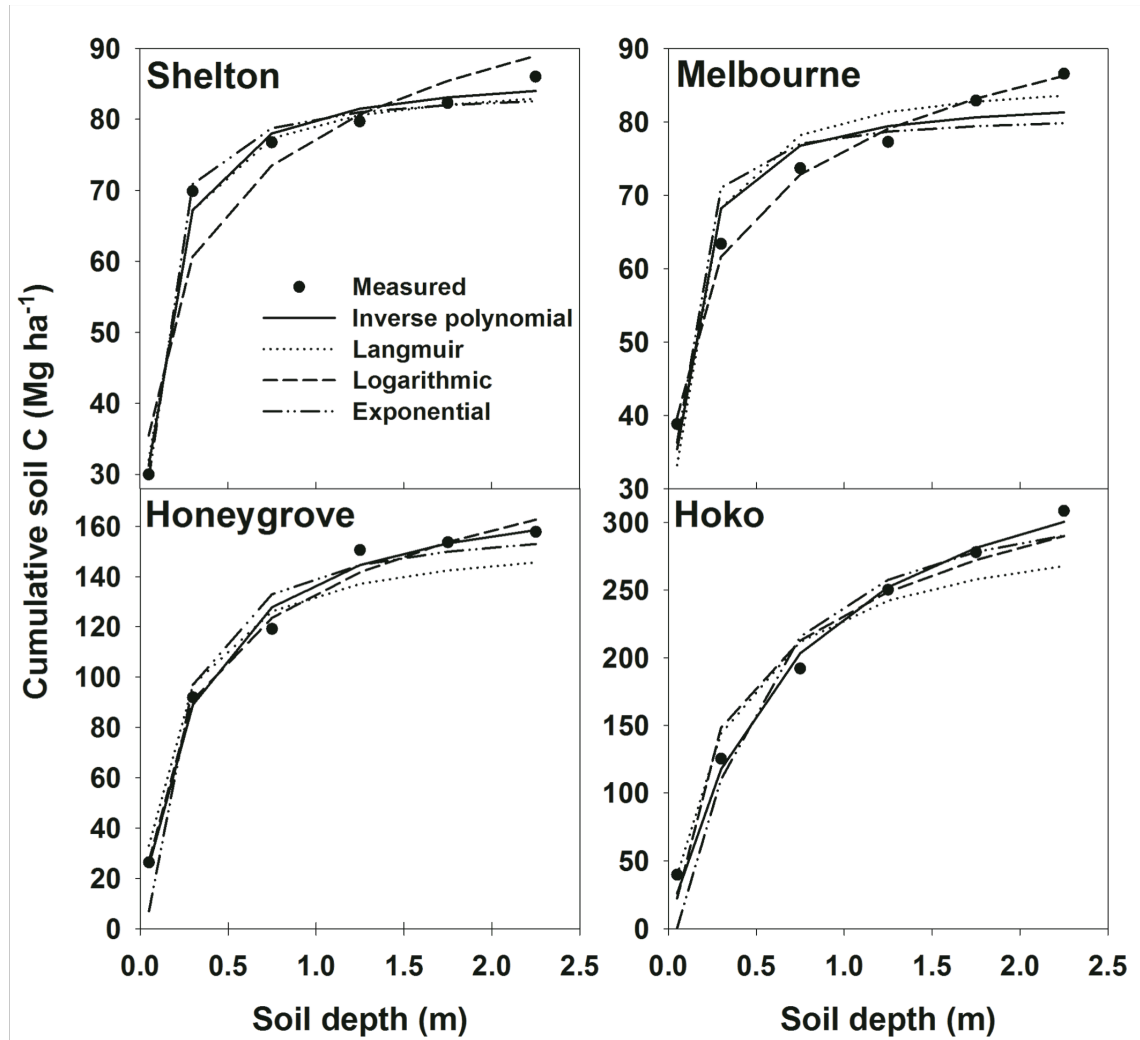 Shelton
90
80
70
60
50
40
30
Measured
Inverse polynomial
Langmuir
Logarithmic
Exponential
Melbourne
90
80
70
60
50
40
30
Cumulative soil C (Mg ha-1)
Honeygrove
160
140
120
100
80
60
40
20
0
0.0 0.5 1.0 1.5 2.0 2.5
Soil depth (m)
Hoko
300
250
200
150
100
50
0
0.0 0.5 1.0 1.5 2.0 2.5
Soil depth (m)